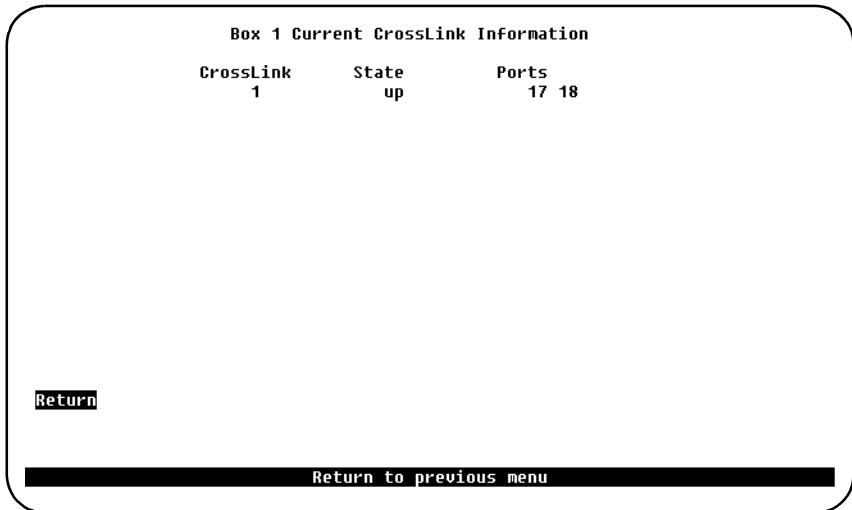 Box 1 Current CrossLink Information
CrossLink State Ports
1 up 17 18
Return
Return to previous menu